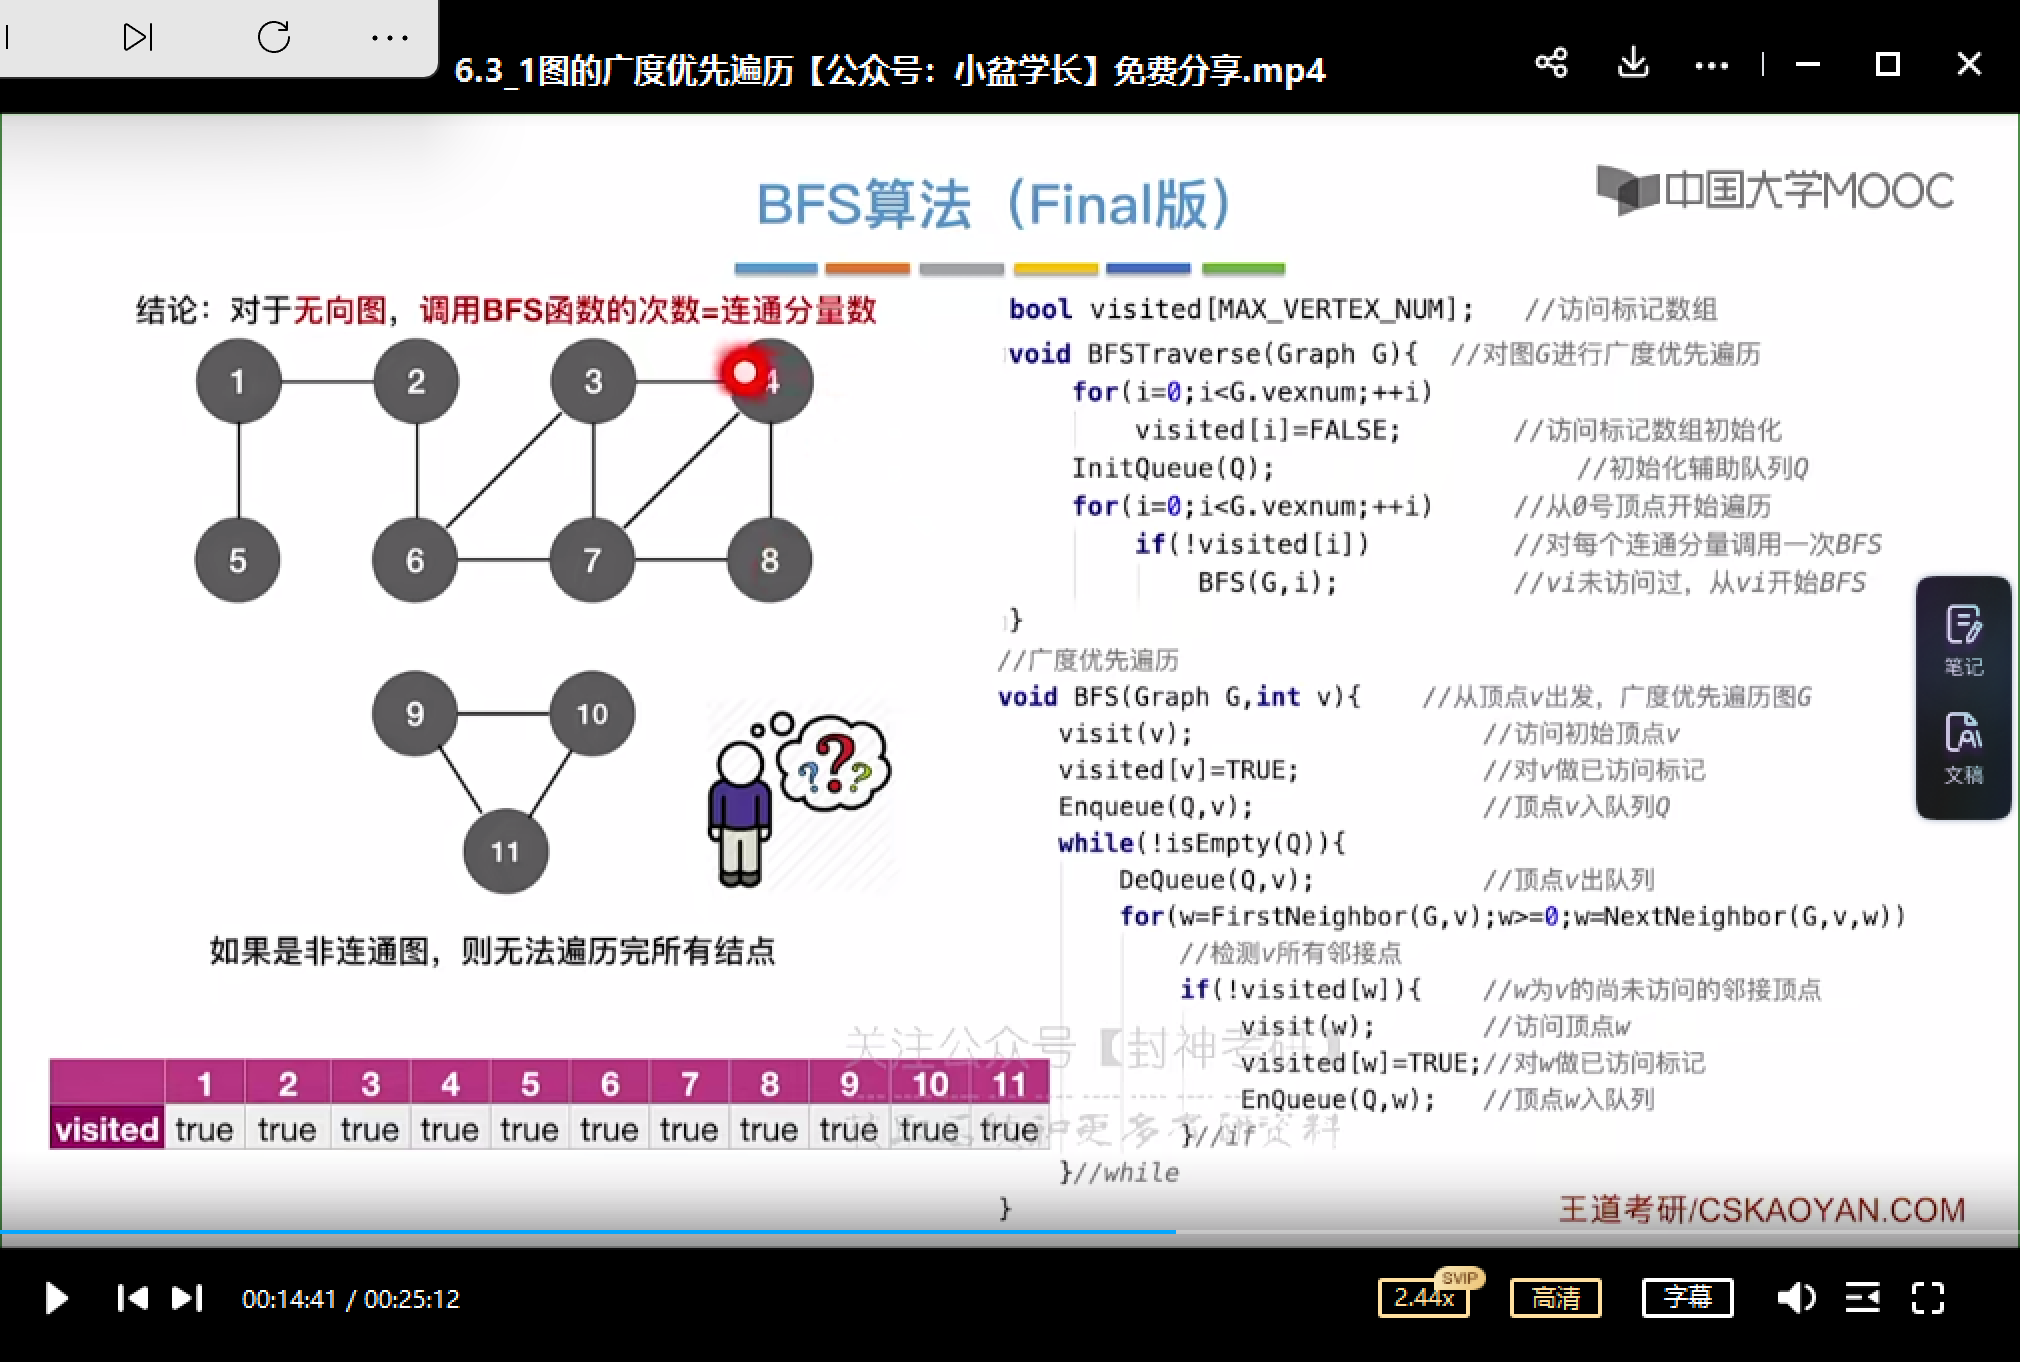 6.3_1图的广度优先遍历【公众号：小盆学长】免费分享.mp4
BFS算法（Final版）
中国大学MOOC
结论：对于无向图，调用BFS函数的次数=连通分量数
1 2 3 4
5 6 7 8
9 10
11
? ? ?
如果是非连通图，则无法遍历完所有结点
1 2 3 4 5 6 7 8 9 10 11
visited true true true true true true true true true true true
bool visited[MAX_VERTEX_NUM]; //访问标记数组
void BFSTraverse(Graph G){ //对图G进行广度优先遍历
for(i=0;i<G.vexnum;++i)
visited[i]=FALSE; //访问标记数组初始化
InitQueue(Q); //初始化辅助队列Q
for(i=0;i<G.vexnum;++i) //从0号顶点开始遍历
if(!visited[i]) //对每个连通分量调用一次BFS
BFS(G,i); //vi未访问过，从vi开始BFS
}
//广度优先遍历
void BFS(Graph G,int v){ //从顶点v出发，广度优先遍历图G
visit(v); //访问初始顶点v
visited[v]=TRUE; //对v做已访问标记
Enqueue(Q,v); //顶点v入队列Q
while(!isEmpty(Q)){
DeQueue(Q,v); //顶点v出队列
for(w=FirstNeighbor(G,v);w>=0;w=NextNeighbor(G,v,w))
//检测v所有邻接点
if(!visited[w]){ //w为v的尚未访问的邻接顶点
visit(w); //访问顶点w
visited[w]=TRUE;//对w做已访问标记
EnQueue(Q,w); //顶点w入队列
}//if
}//while
}
关注公众号【封神考研】
王道考研/CSKAOYAN.COM
笔记
文稿
00:14:41 / 00:25:12
2.44x
SVIP
高清
字幕